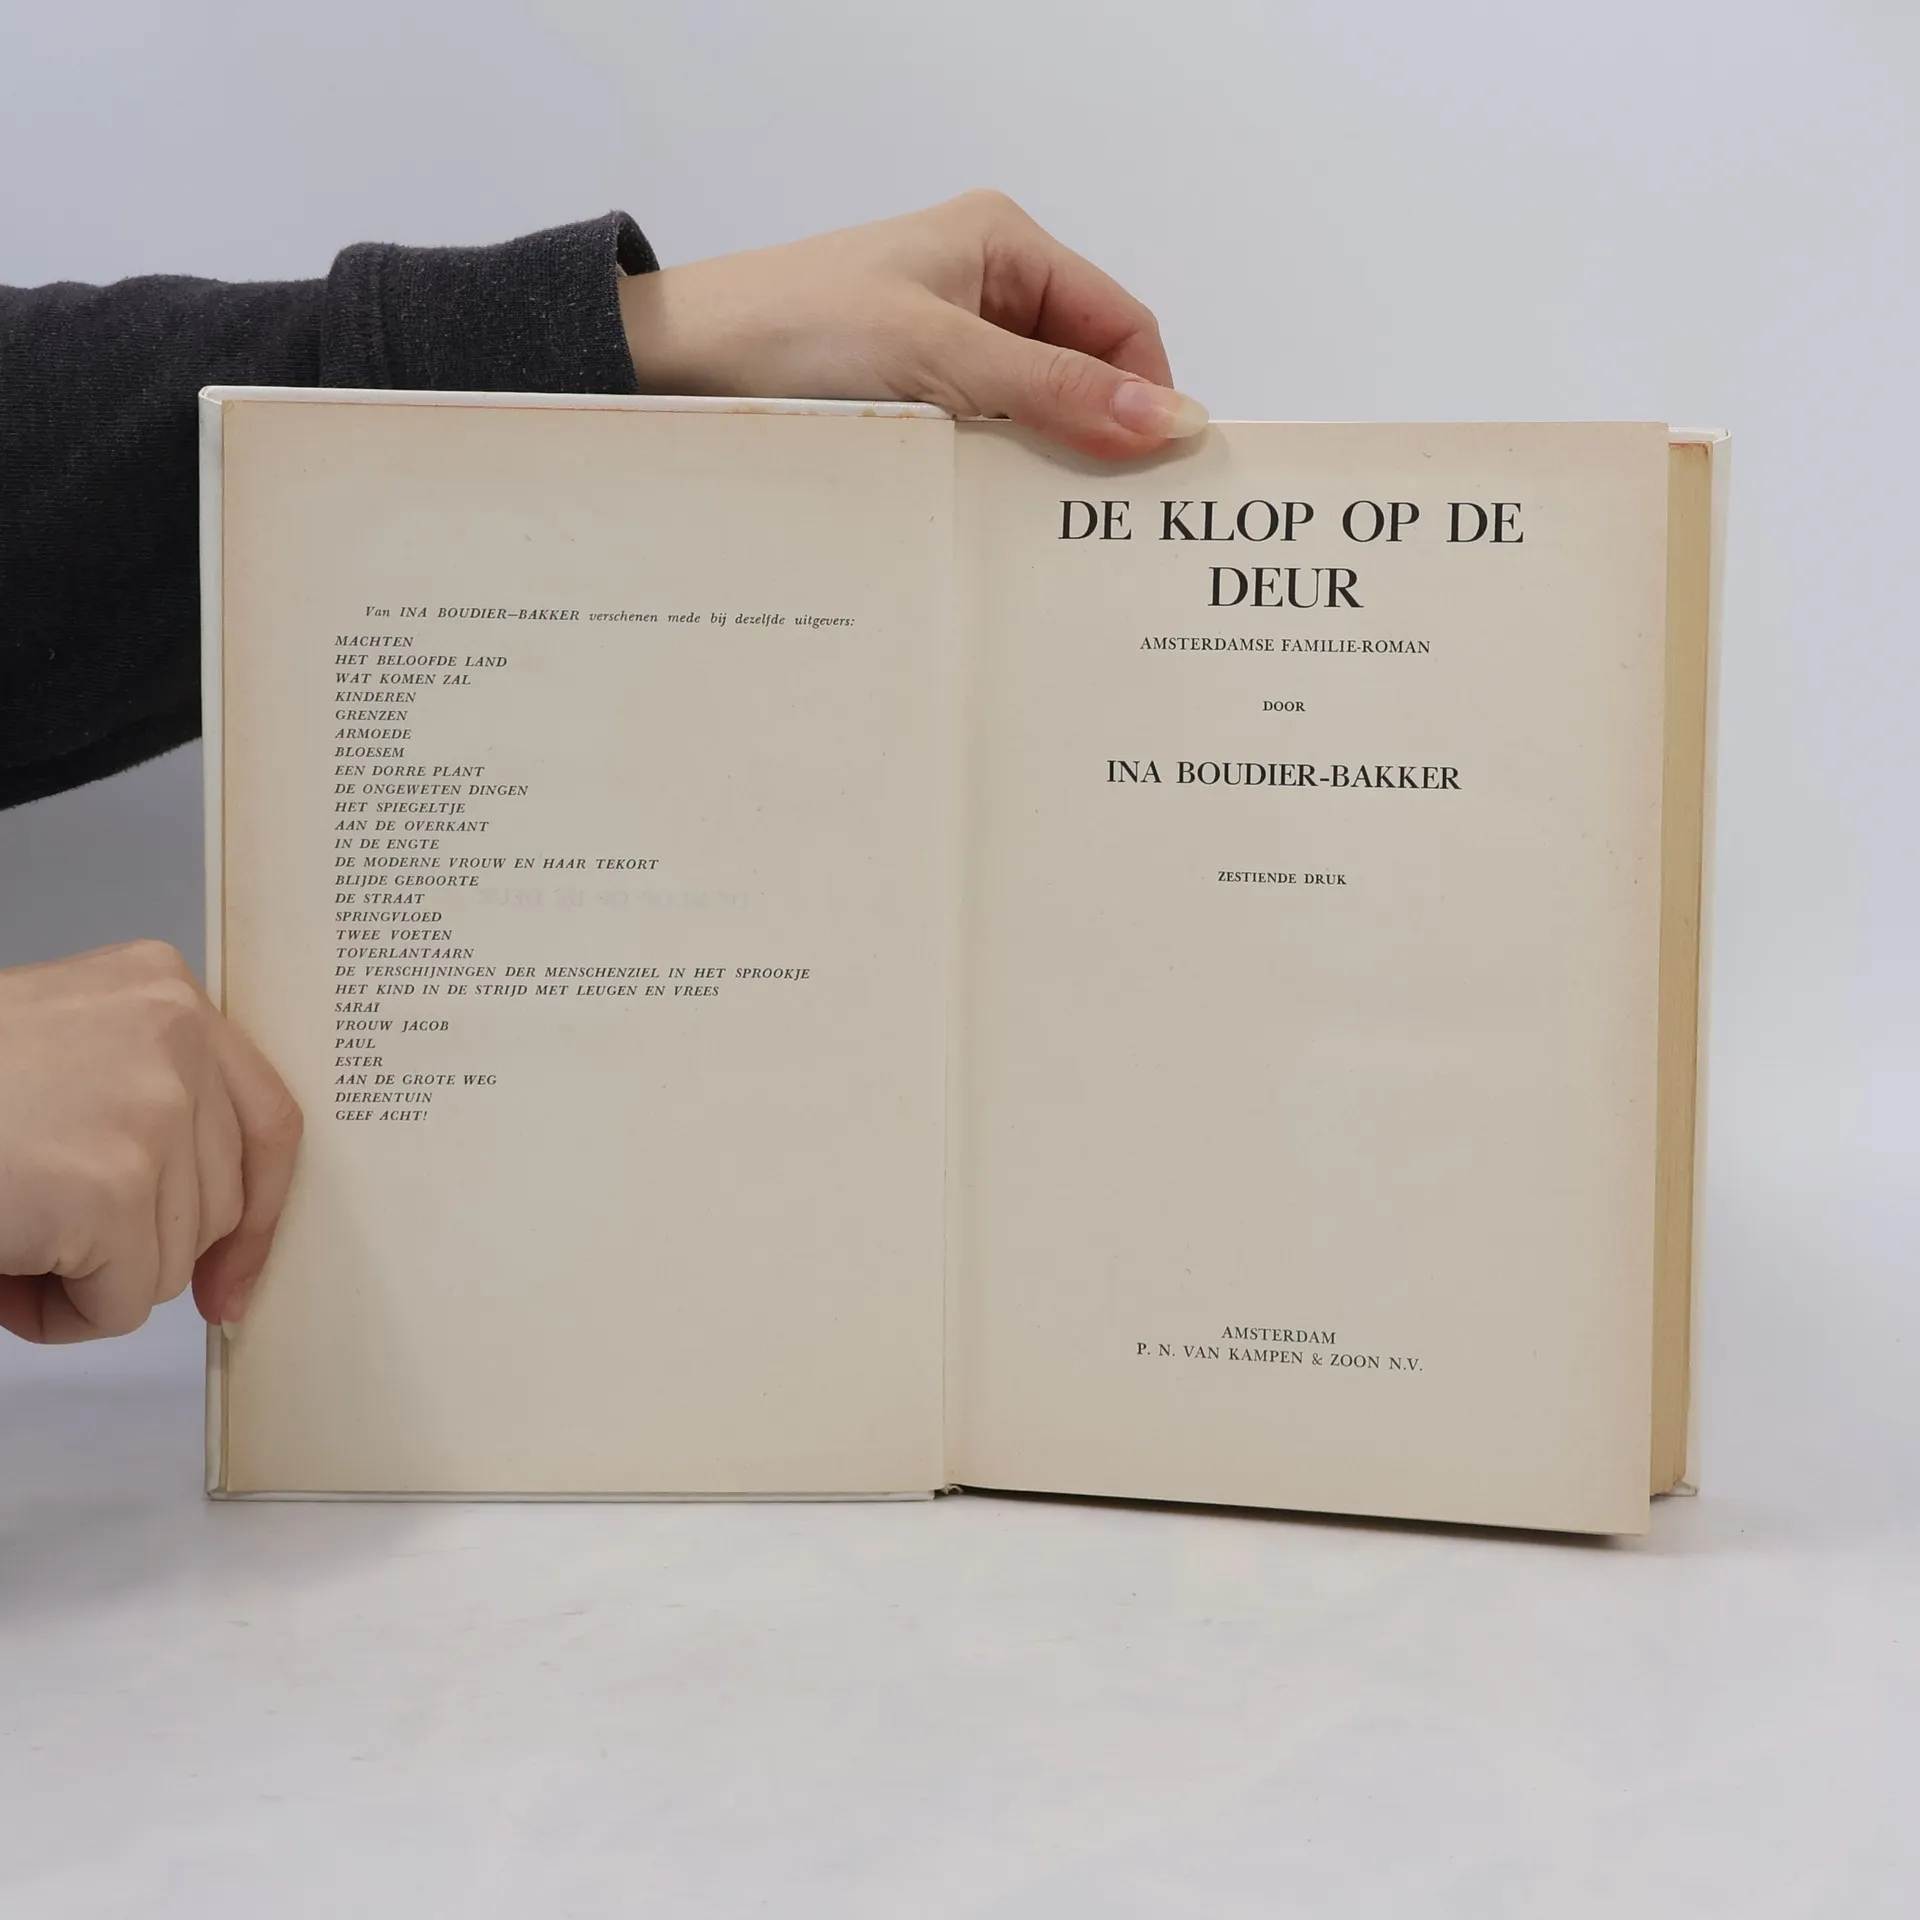 Van INA BOUDIER—BAKKER verschenen mede bij dezelfde uitgevers:
MACHTEN
HET BELOOFDE LAND
WAT KOMEN ZAL
KINDEREN
GRENZEN
ARMOEDE
BLOESEM
EEN DORRE PLANT
DE ONGEWETEN DINGEN
HET SPIEGELTJE
AAN DE OVERKANT
IN DE ENGTE
DE MODERNE VROUW EN HAAR TEKORT
BLIJDE GEBOORTE
DE STRAAT
SPRINGVLOED
TWEE VOETEN
TOVERLANTAARN
DE VERSCHIJNINGEN DER MENSCHENZIEL IN HET SPROOKJE
HET KIND IN DE STRIJD MET LEUGEN EN VREES
SARAÏ
VROUW JACOB
PAUL
ESTER
AAN DE GROTE WEG
DIERENTUIN
GEEF ACHT!
DE KLOP OP DE
DEUR
AMSTERDAMSE FAMILIE-ROMAN
DOOR
INA BOUDIER-BAKKER
ZESTIENDE DRUK
AMSTERDAM
P. N. VAN KAMPEN & ZOON N.V.